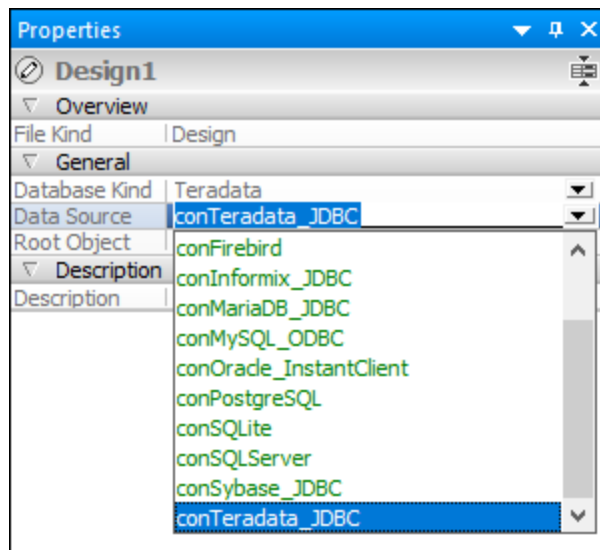 Properties
Design1
Overview
File Kind Design
General
Database Kind Teradata
Data Source conTeradata_JDBC
Root Object
Description
Description
conFirebird
conInformix_JDBC
conMariaDB_JDBC
conMySQL_ODBC
conOracle_InstantClient
conPostgreSQL
conSQLite
conSQLServer
conSybase_JDBC
conTeradata_JDBC